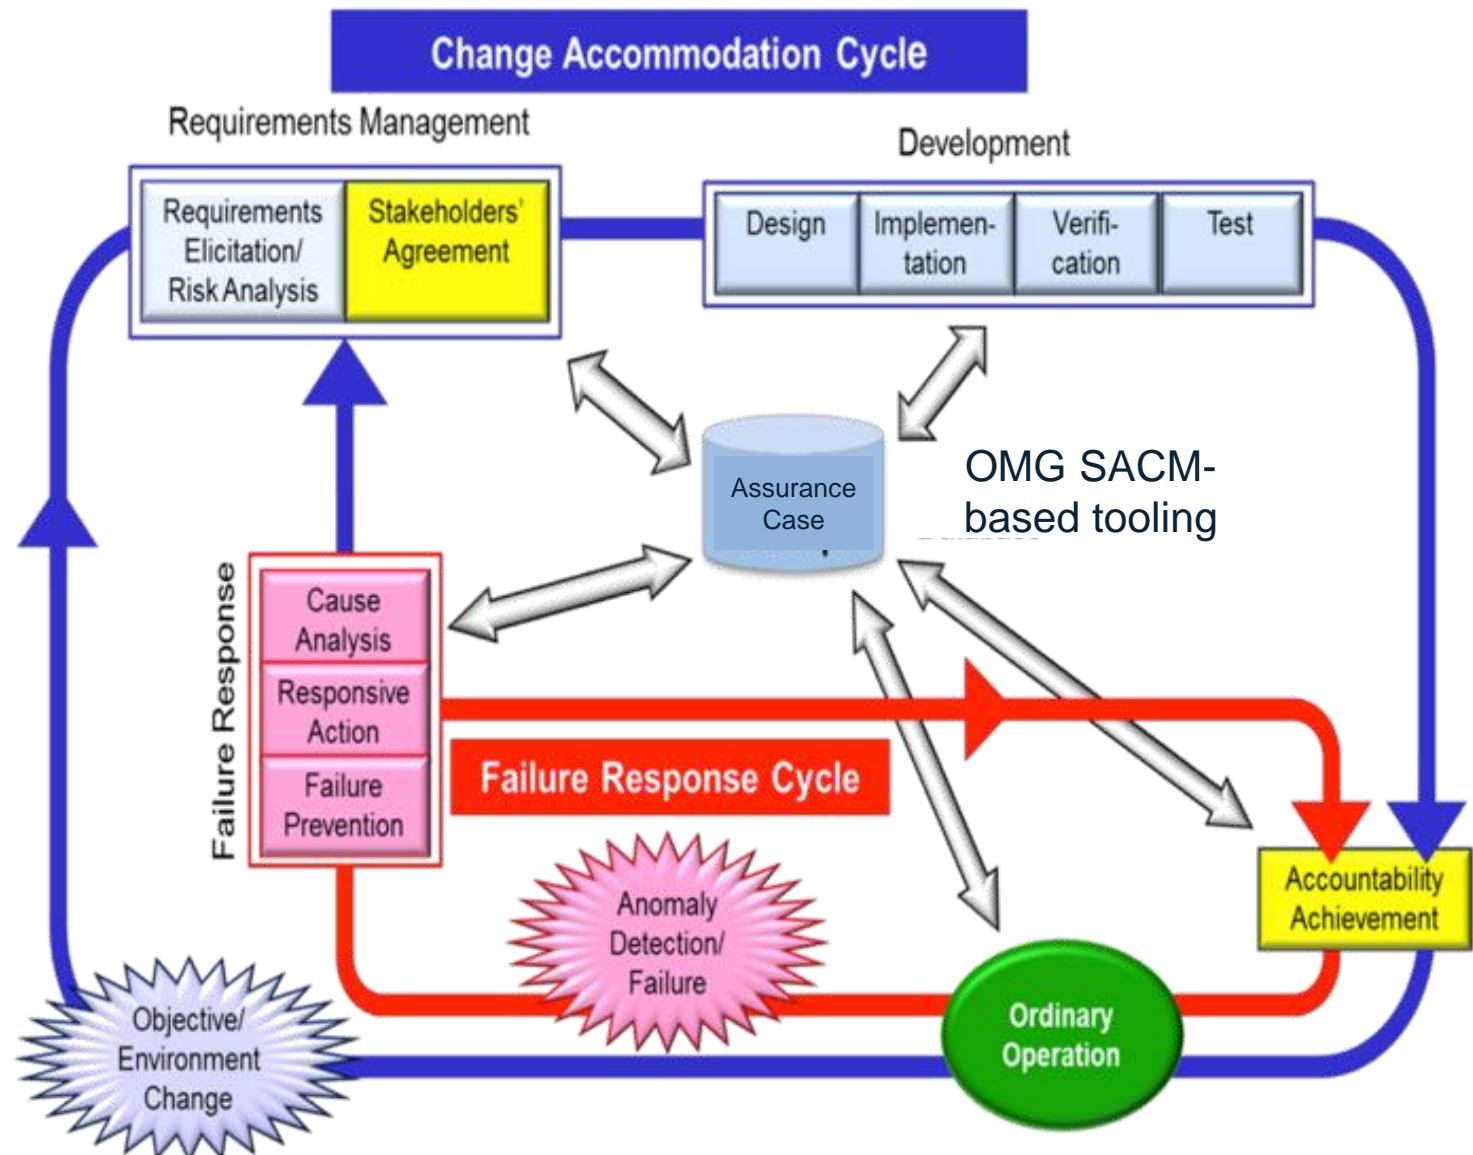 Change Accommodation Cycle
Requirements Management
Development
Requirements
Elicitation/
Risk Analysis
Stakeholders’
Agreement
Design
Implemen-
tation
Verifi-
cation
Test
Assurance
Case
OMG SACM-
based tooling
Failure Response
Cause
Analysis
Responsive
Action
Failure
Prevention
Failure Response Cycle
Anomaly
Detection/
Failure
Accountability
Achievement
Objective/
Environment
Change
Ordinary
Operation